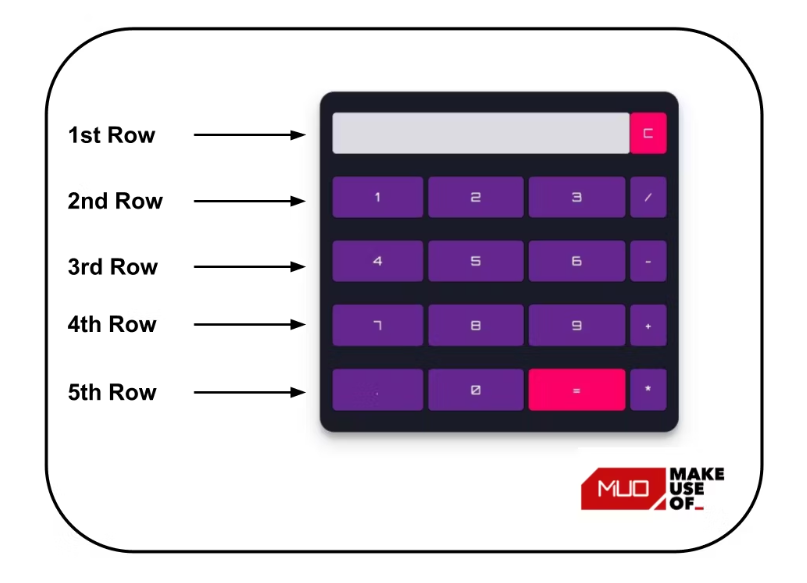 1st Row C
2nd Row 1 2 3 /
3rd Row 4 5 6 -
4th Row 7 8 9 +
5th Row . 0 = *
MUO MAKE
USE
OF_